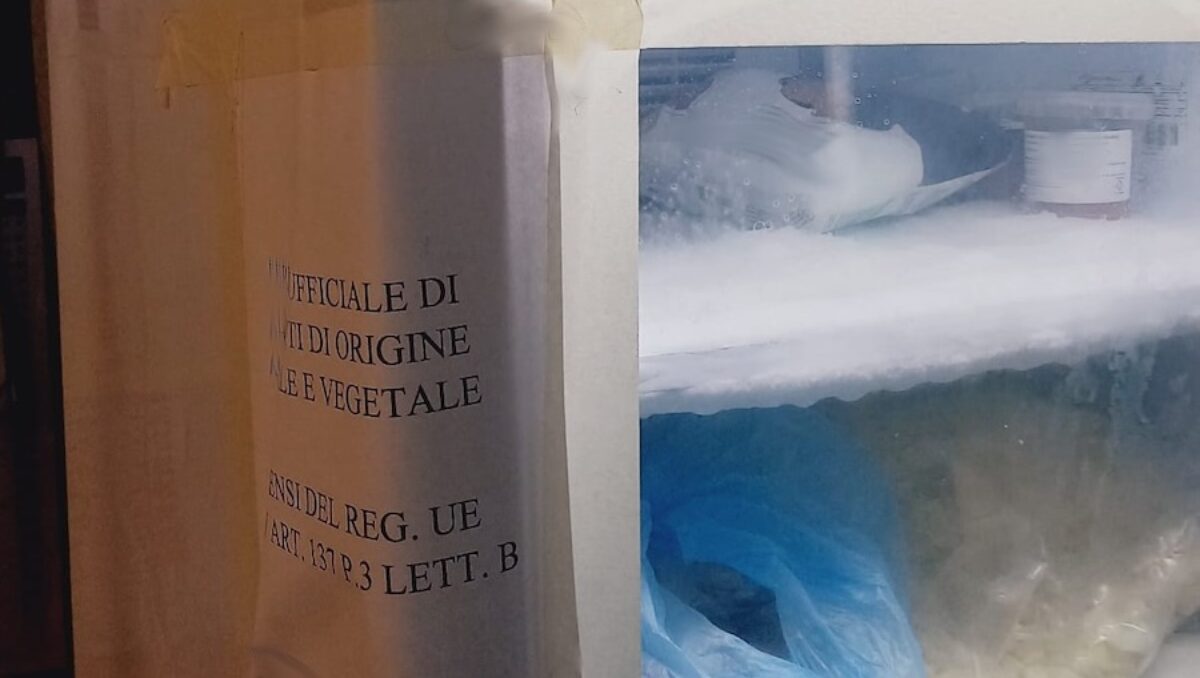 UFFICIALE DI
TI DI ORIGINE
LE E VEGETALE
ENSI DEL REG. UE
ART. 137 P.3 LETT. B